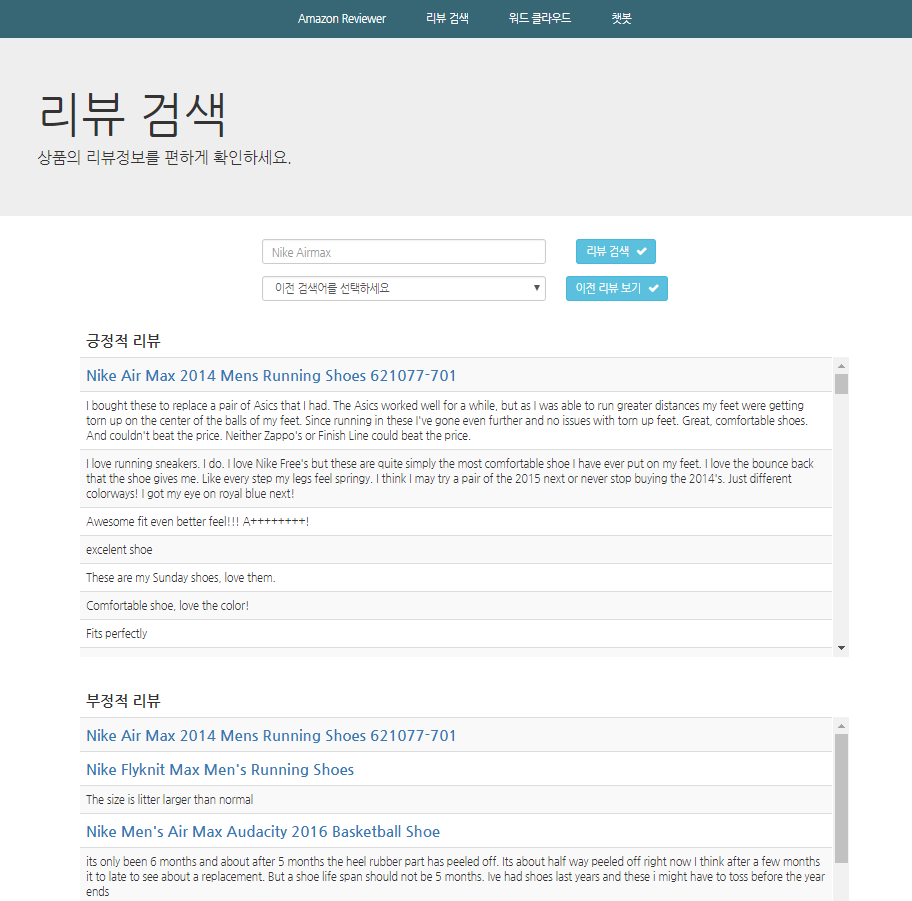 Amazon Reviewer 리뷰 검색 워드 클라우드 챗봇
리뷰 검색
상품의 리뷰정보를 편하게 확인하세요.
Nike Airmax 리뷰 검색
이전 검색어를 선택하세요 이전 리뷰 보기
긍정적 리뷰
Nike Air Max 2014 Mens Running Shoes 621077-701
I bought these to replace a pair of Asics that I had. The Asics worked well for a while, but as I was able to run greater distances my feet were getting
torn up on the center of the balls of my feet. Since running in these I've gone even further and no issues with torn up feet. Great, comfortable shoes.
And couldn't beat the price. Neither Zappo's or Finish Line could beat the price.
I love running sneakers. I do. I love Nike Free's but these are quite simply the most comfortable shoe I have ever put on my feet. I love the bounce back
that the shoe gives me. Like every step my legs feel springy. I think I may try a pair of the 2015 next or never stop buying the 2014's. Just different
colorways! I got my eye on royal blue next!
Awesome fit even better feel!!! A++++++++!
excelent shoe
These are my Sunday shoes, love them.
Comfortable shoe, love the color!
Fits perfectly
부정적 리뷰
Nike Air Max 2014 Mens Running Shoes 621077-701
Nike Flyknit Max Men's Running Shoes
The size is litter larger than normal
Nike Men's Air Max Audacity 2016 Basketball Shoe
its only been 6 months and about after 5 months the heel rubber part has peeled off. Its about half way peeled off right now I think after a few months
it to late to see about a replacement. But a shoe life span should not be 5 months. Ive had shoes last years and these i might have to toss before the year
ends